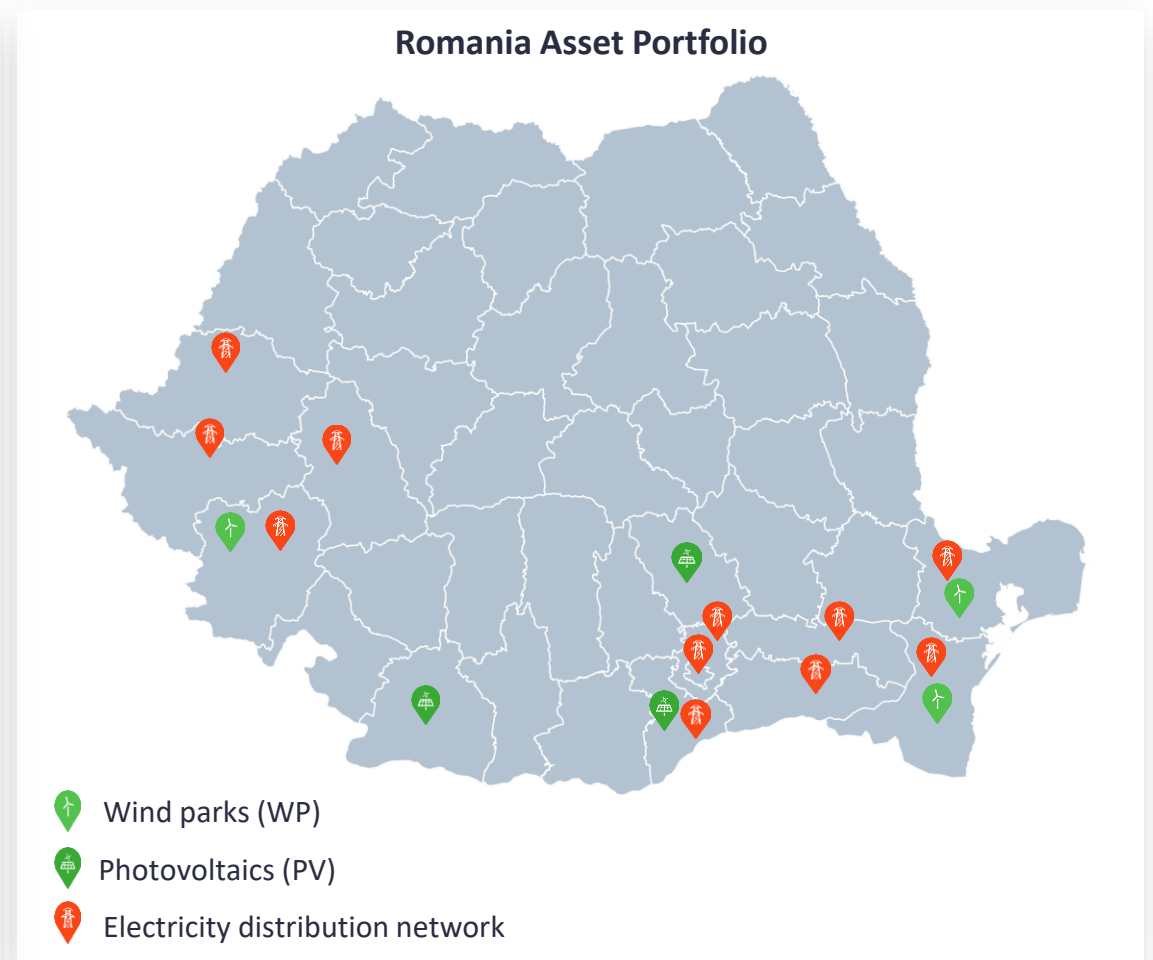 Romania Asset Portfolio
Wind parks (WP)
Photovoltaics (PV)
Electricity distribution network